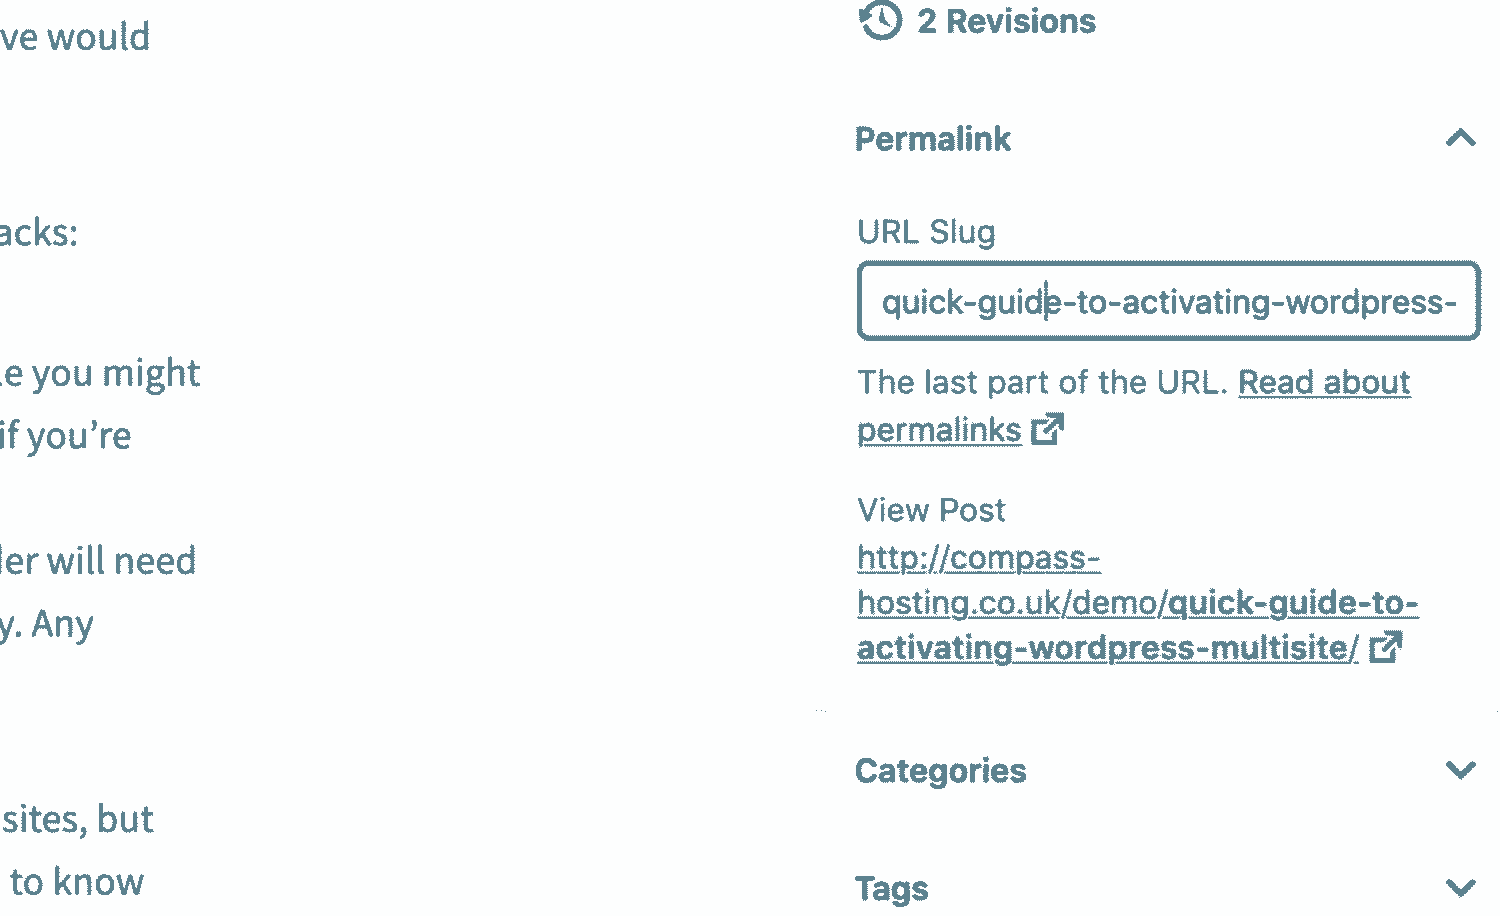 ve would
acks:
le you might
if you’re
ler will need
y. Any
sites, but
to know
2 Revisions
Permalink
URL Slug
quick-guide-to-activating-wordpress-
The last part of the URL. Read about
permalinks
View Post
http://compass-
hosting.co.uk/demo/quick-guide-to-
activating-wordpress-multisite/
Categories
Tags